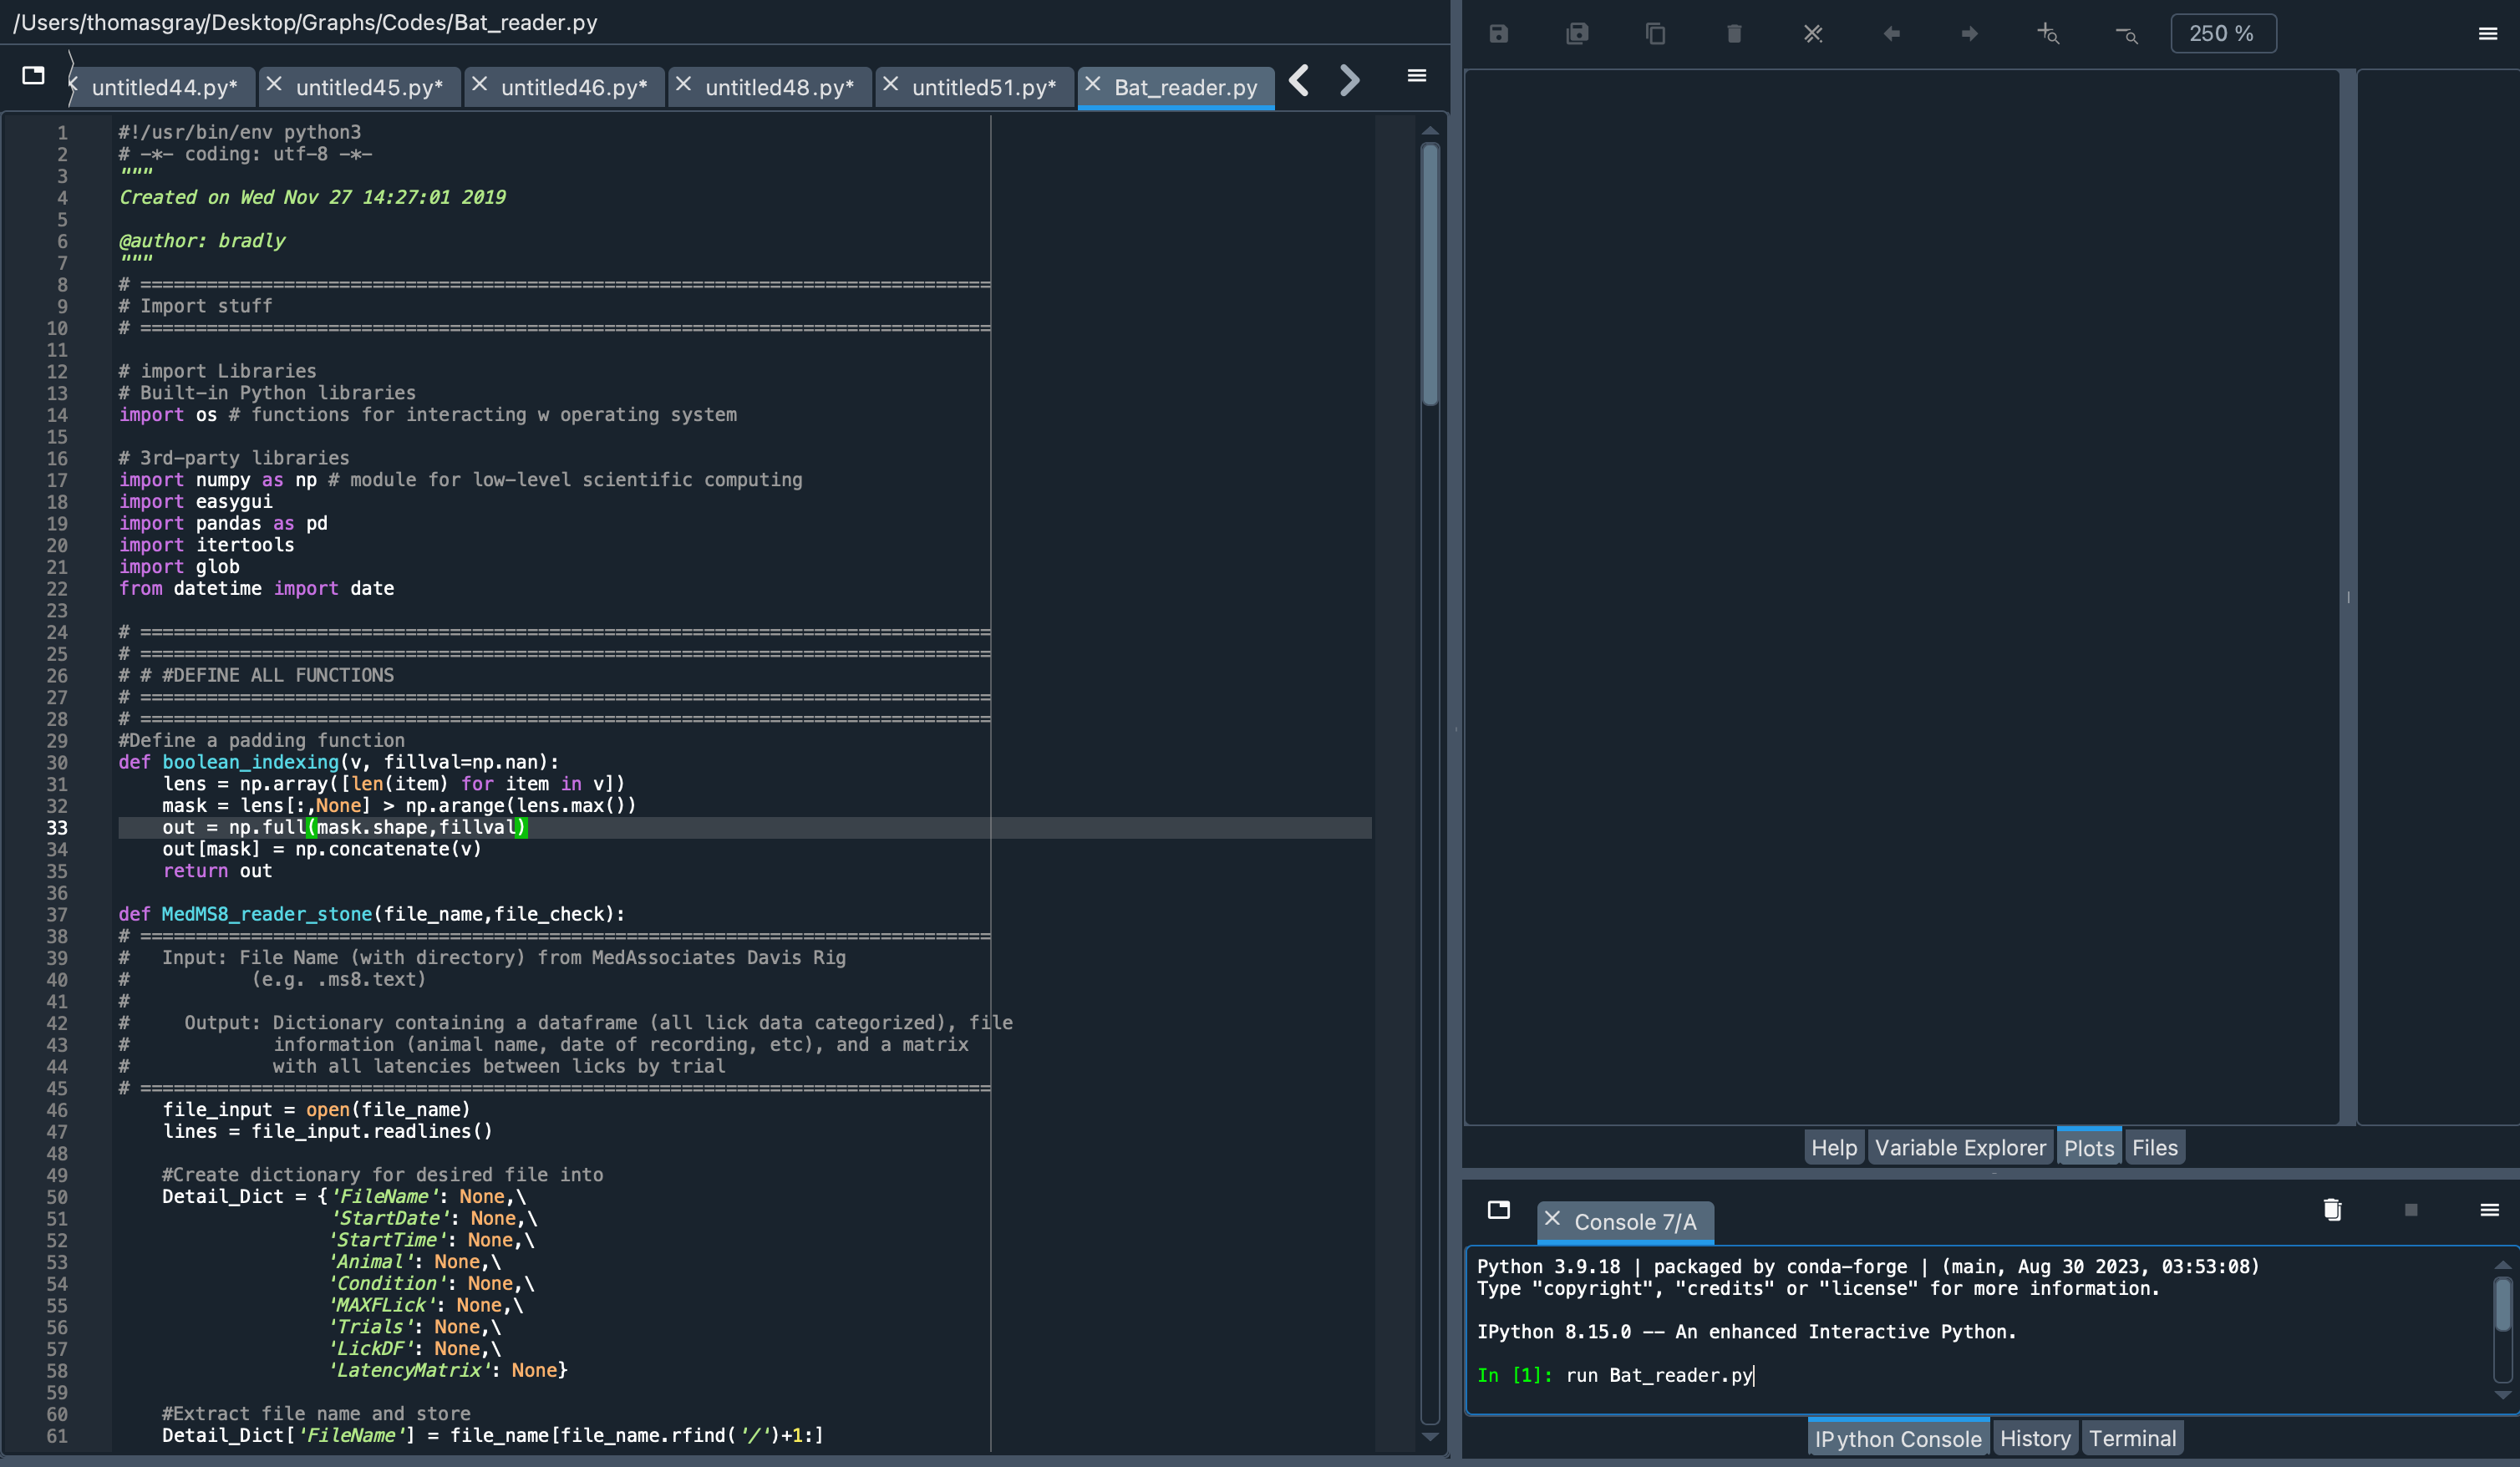 /Users/thomasgray/Desktop/Graphs/Codes/Bat_reader.py
untitled44.py*
untitled45.py*
untitled46.py*
untitled48.py*
untitled51.py*
Bat_reader.py
1 #!/usr/bin/env python3
2 # -*- coding: utf-8 -*-
3 """
4 Created on Wed Nov 27 14:27:01 2019
5
6 @author: bradly
7 """
8 # =============================================================================
9 # Import stuff
10 # =============================================================================
11
12 # import Libraries
13 # Built-in Python libraries
14 import os # functions for interacting w operating system
15
16 # 3rd-party libraries
17 import numpy as np # module for low-level scientific computing
18 import easygui
19 import pandas as pd
20 import itertools
21 import glob
22 from datetime import date
23
24 # =============================================================================
25 # =============================================================================
26 # # #DEFINE ALL FUNCTIONS
27 # =============================================================================
28 # =============================================================================
29 #Define a padding function
30 def boolean_indexing(v, fillval=np.nan):
31     lens = np.array([len(item) for item in v])
32     mask = lens[:,None] > np.arange(lens.max())
33     out = np.full(mask.shape,fillval)
34     out[mask] = np.concatenate(v)
35     return out
36
37 def MedMS8_reader_stone(file_name,file_check):
38 # =============================================================================
39 #   Input: File Name (with directory) from MedAssociates Davis Rig
40 #           (e.g. .ms8.text)
41 #
42 #     Output: Dictionary containing a dataframe (all lick data categorized), file
43 #             information (animal name, date of recording, etc), and a matrix
44 #             with all latencies between licks by trial
45 # =============================================================================
46     file_input = open(file_name)
47     lines = file_input.readlines()
48
49     #Create dictionary for desired file into
50     Detail_Dict = {'FileName': None,\
51                    'StartDate': None,\
52                    'StartTime': None,\
53                    'Animal': None,\
54                    'Condition': None,\
55                    'MAXFLick': None,\
56                    'Trials': None,\
57                    'LickDF': None,\
58                    'LatencyMatrix': None}
59
60     #Extract file name and store
61     Detail_Dict['FileName'] = file_name[file_name.rfind('/')+1:]
250 %
Help
Variable Explorer
Plots
Files
Console 7/A
Python 3.9.18 | packaged by conda-forge | (main, Aug 30 2023, 03:53:08)
Type "copyright", "credits" or "license" for more information.
IPython 8.15.0 -- An enhanced Interactive Python.
In [1]: run Bat_reader.py
IPython Console
History
Terminal